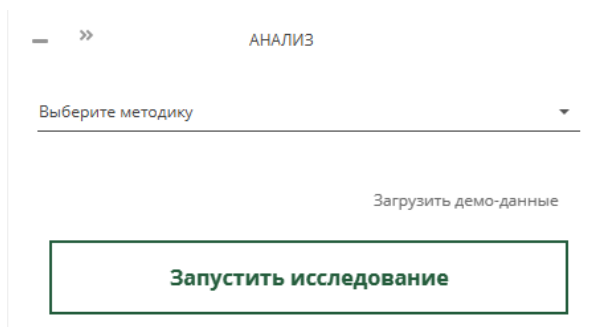 АНАЛИЗ
Выберите методику
Загрузить демо-данные
Запустить исследование